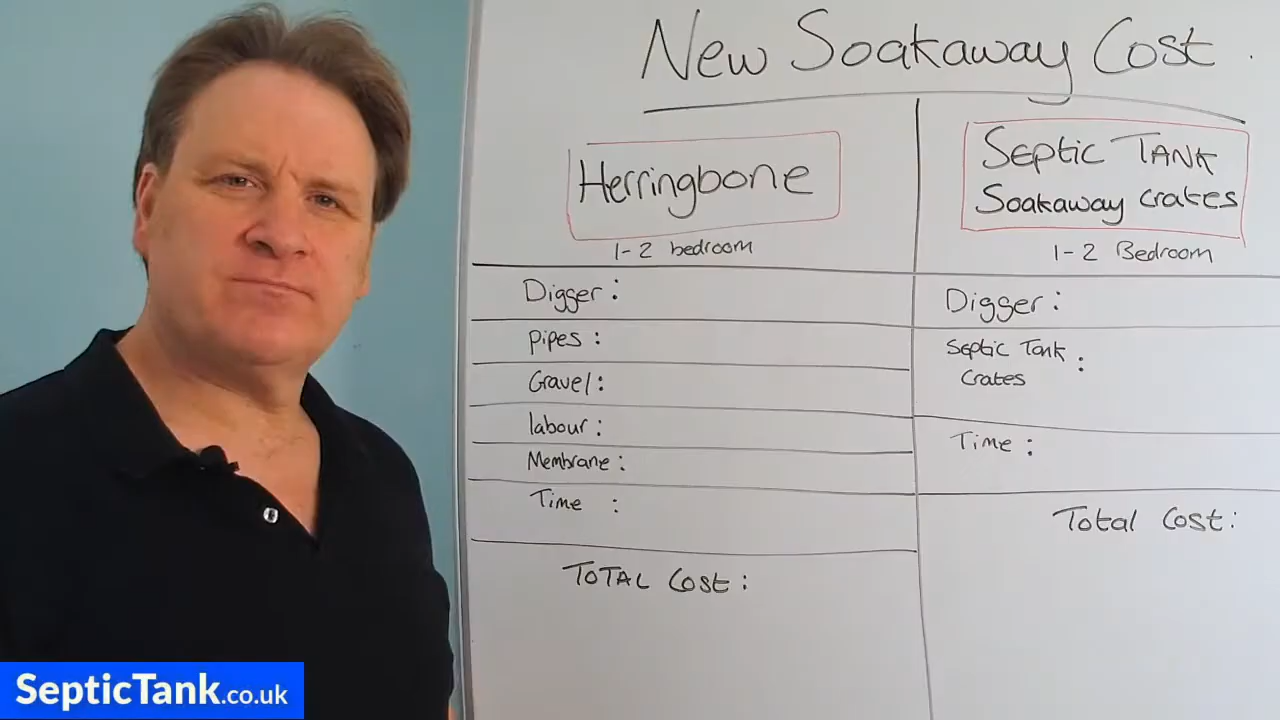 New Soakaway Cost
Herringbone
1-2 bedroom
Digger:
pipes:
Gravel:
labour:
Membrane:
Time :
TOTAL Cost:
Septic TANK
Soakaway crates
1-2 Bedroom
Digger:
Septic Tank
Crates :
Time :
Total Cost:
SepticTank.co.uk